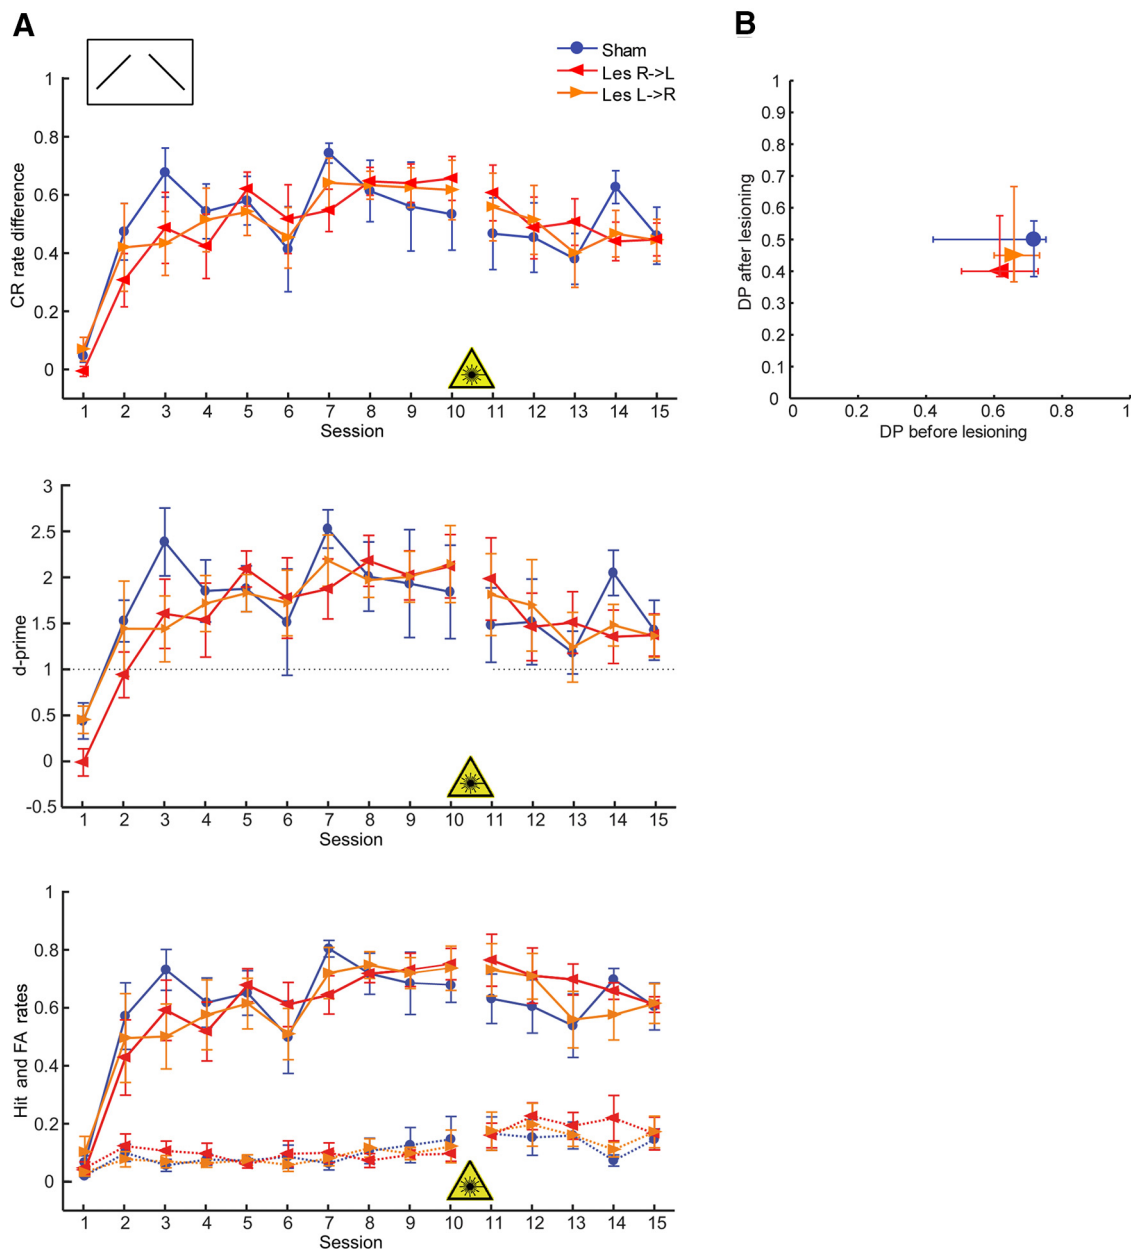 A
B
Sham
Les R->L
Les L->R
1
0.8
0.6
0.4
0.2
0
CR rate difference
1 2 3 4 5 6 7 8 9 10 11 12 13 14 15
Session
1
0.9
0.8
0.7
0.6
0.5
0.4
0.3
0.2
0.1
0
DP after lesioning
0 0.2 0.4 0.6 0.8 1
DP before lesioning
3
2.5
2
1.5
1
0.5
0
-0.5
d-prime
1 2 3 4 5 6 7 8 9 10 11 12 13 14 15
Session
1
0.8
0.6
0.4
0.2
0
Hit and FA rates
1 2 3 4 5 6 7 8 9 10 11 12 13 14 15
Session